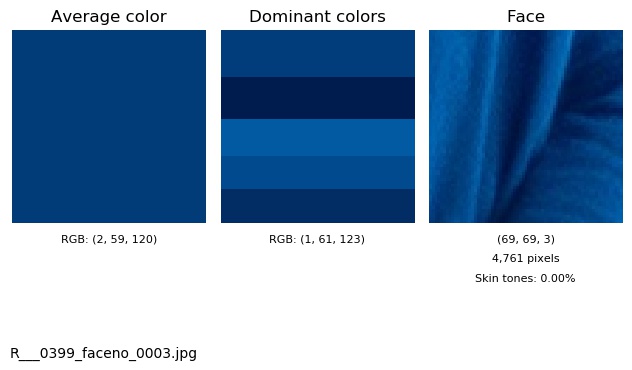 Average color
Dominant colors
Face
RGB: (2, 59, 120)
RGB: (1, 61, 123)
(69, 69, 3)
4,761 pixels
Skin tones: 0.00%
R___0399_faceno_0003.jpg